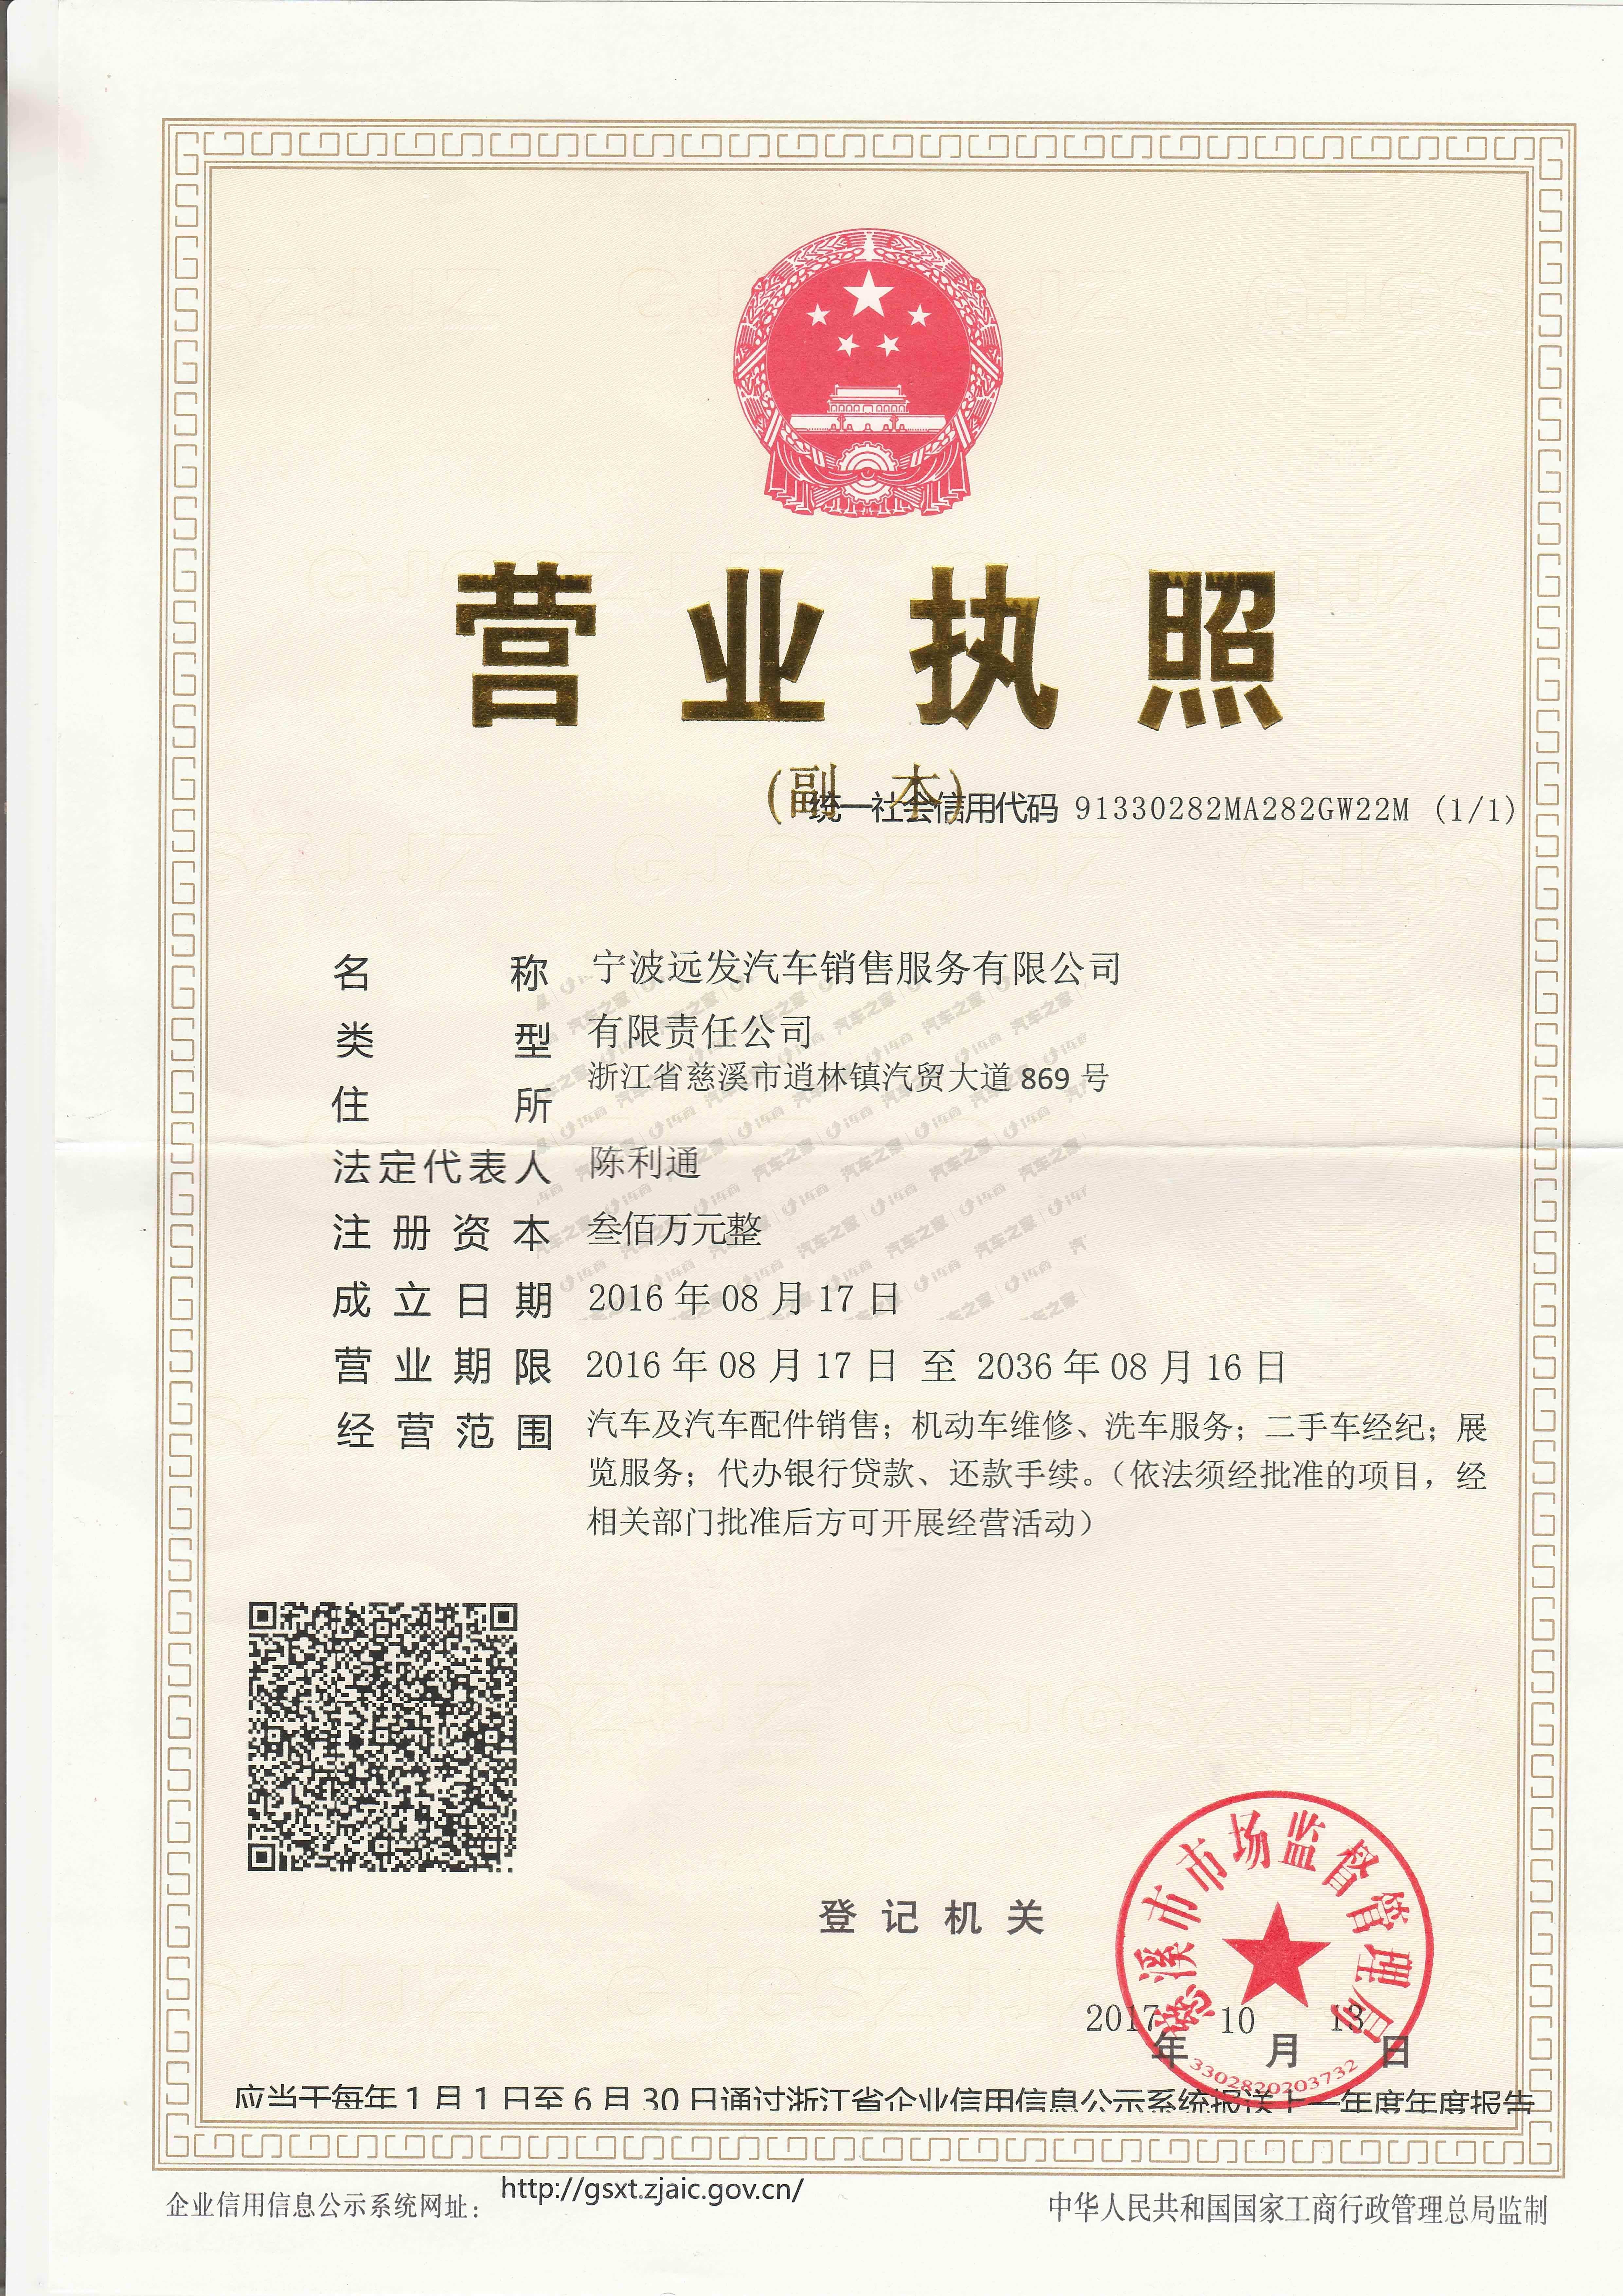 营业执照
(副 本)
统一社会信用代码 91330282MA282GW22M (1/1)
名称 宁波远发汽车销售服务有限公司
类型 有限责任公司
住所 浙江省慈溪市逍林镇汽贸大道869号
法定代表人 陈利通
注册资本 叁佰万元整
成立日期 2016年08月17日
营业期限 2016年08月17日 至 2036年08月16日
经营范围 汽车及汽车配件销售；机动车维修、洗车服务；二手车经纪；展
览服务；代办银行贷款、还款手续。（依法须经批准的项目，经
相关部门批准后方可开展经营活动）
登记机关
慈溪市市场监督管理局
2017年 10月 13日
3302820203732
应当于每年1月1日至6月30日通过浙江省企业信用信息公示系统报送上一年度年度报告
企业信用信息公示系统网址： http://gsxt.zjaic.gov.cn/
中华人民共和国国家工商行政管理总局监制
汽车之家